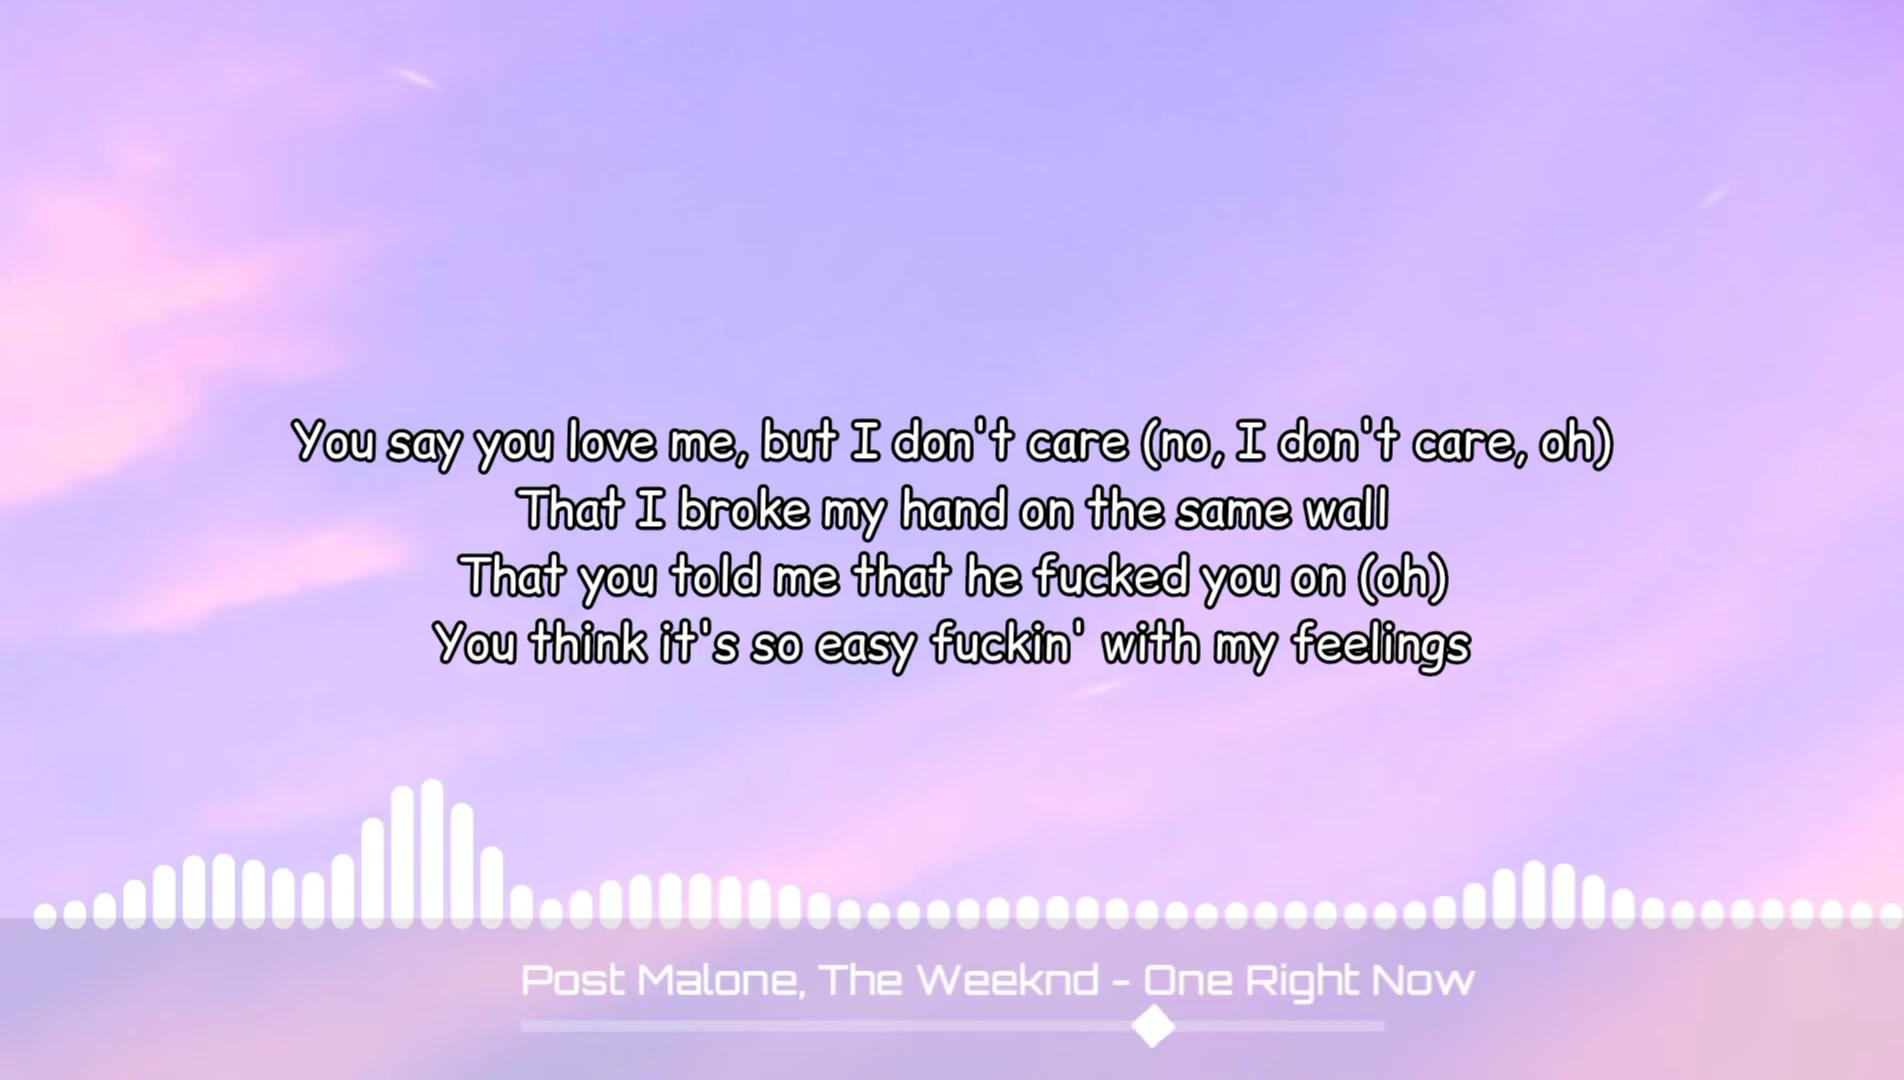 You say you love me, but I don't care (no, I don't care, oh)
That I broke my hand on the same wall
That you told me that he fucked you on (oh)
You think it's so easy fuckin' with my feelings
Post Malone, The Weeknd - One Right Now